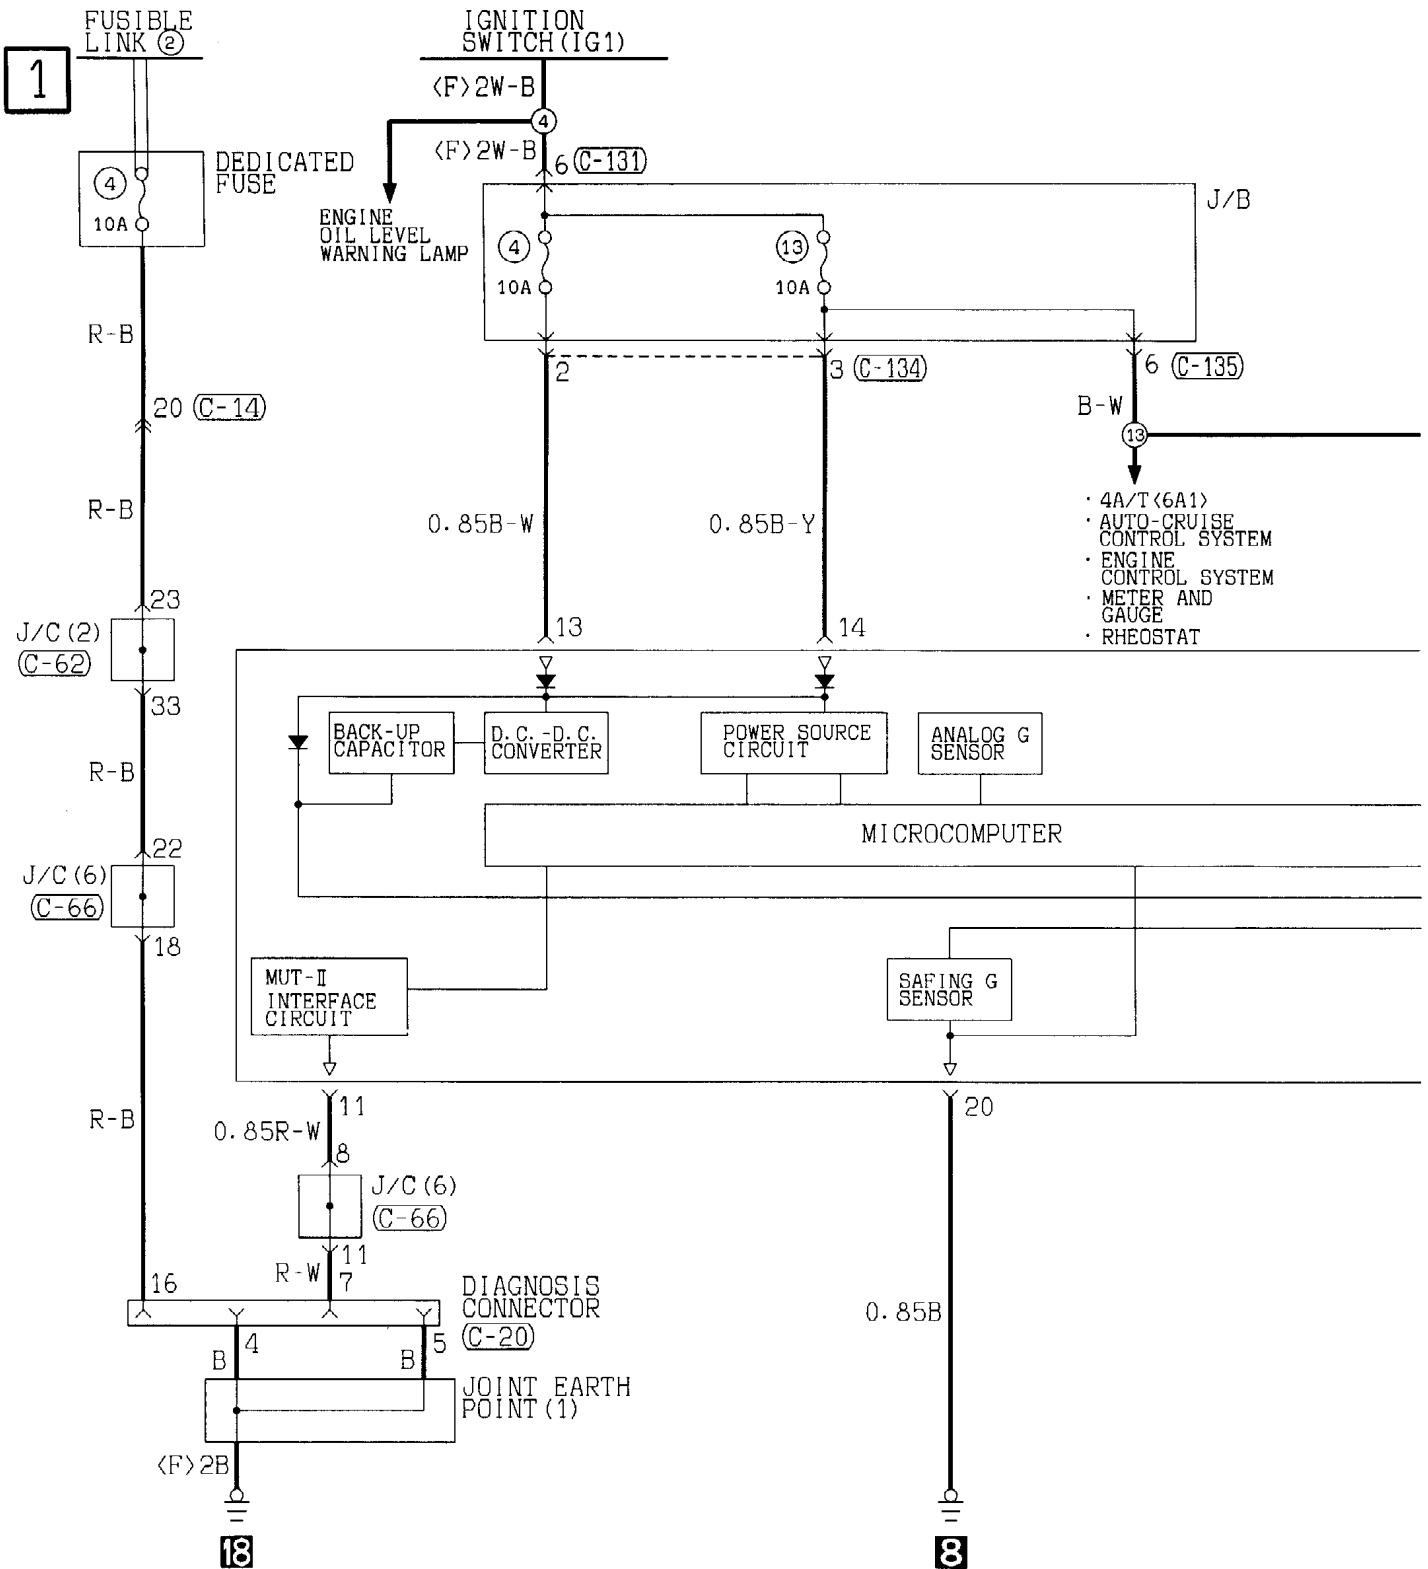 1
FUSIBLE
LINK ②
IGNITION
SWITCH(IG1)
<F>2W-B
4
<F>2W-B
6 (C-131)
ENGINE
OIL LEVEL
WARNING LAMP
DEDICATED
FUSE
4
10A
J/B
4
10A
13
10A
2
3 (C-134)
6 (C-135)
B-W
13
· 4A/T<6A1>
· AUTO-CRUISE
CONTROL SYSTEM
· ENGINE
CONTROL SYSTEM
· METER AND
GAUGE
· RHEOSTAT
R-B
20 (C-14)
R-B
0.85B-W
0.85B-Y
23
J/C(2)
(C-62)
33
13
14
BACK-UP
CAPACITOR
D.C.-D.C.
CONVERTER
POWER SOURCE
CIRCUIT
ANALOG G
SENSOR
R-B
MICROCOMPUTER
22
J/C(6)
(C-66)
18
MUT-Ⅱ
INTERFACE
CIRCUIT
SAFING G
SENSOR
R-B
11
0.85R-W
8
J/C(6)
(C-66)
11
R-W
7
20
16
DIAGNOSIS
CONNECTOR
(C-20)
4
5
B
B
JOINT EARTH
POINT(1)
0.85B
<F>2B
18
8